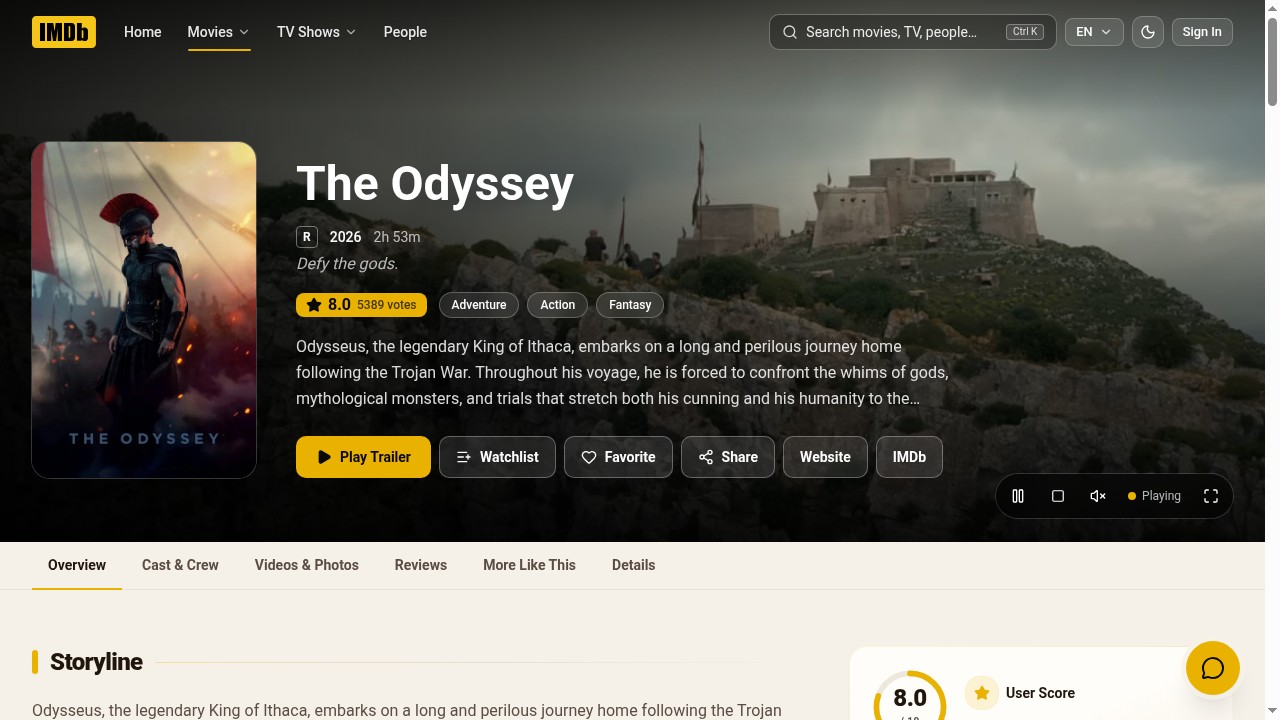 IMDb
Home
Movies
TV Shows
People
Search movies, TV, people...
Ctrl K
EN
Sign In
THE ODYSSEY
The Odyssey
R 2026 2h 53m
Defy the gods.
8.0 5389 votes
Adventure
Action
Fantasy
Odysseus, the legendary King of Ithaca, embarks on a long and perilous journey home
following the Trojan War. Throughout his voyage, he is forced to confront the whims of gods,
mythological monsters, and trials that stretch both his cunning and his humanity to the...
Play Trailer
Watchlist
Favorite
Share
Website
IMDb
Playing
Overview
Cast & Crew
Videos & Photos
Reviews
More Like This
Details
Storyline
Odysseus, the legendary King of Ithaca, embarks on a long and perilous journey home following the Trojan
8.0
User Score